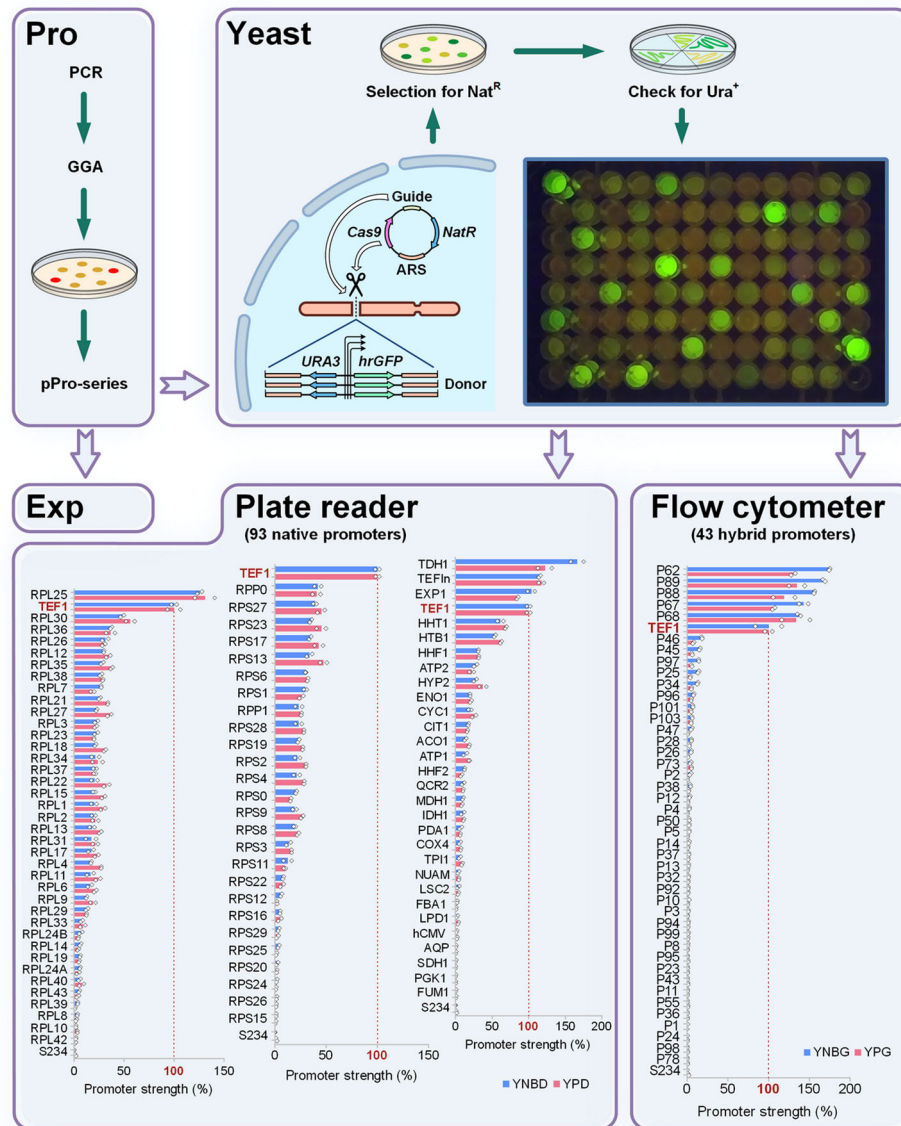 Pro
PCR
GGA
pPro-series
Yeast
Selection for Nat^R
Check for Ura^+
Guide
Cas9
NatR
ARS
URA3
hrGFP
Donor
Exp
Plate reader
(93 native promoters)
RPL25
TEF1
RPL30
RPL36
RPL26
RPL12
RPL35
RPL38
RPL7
RPL21
RPL27
RPL3
RPL23
RPL18
RPL34
RPL37
RPL22
RPL15
RPL1
RPL2
RPL13
RPL31
RPL17
RPL4
RPL11
RPL6
RPL9
RPL29
RPL33
RPL24B
RPL14
RPL19
RPL24A
RPL40
RPL43
RPL39
RPL8
RPL10
RPL42
S234
0 50 100 150
Promoter strength (%)
TEF1
RPP0
RPS27
RPS23
RPS17
RPS13
RPS6
RPS1
RPP1
RPS28
RPS19
RPS2
RPS4
RPS0
RPS9
RPS8
RPS3
RPS11
RPS22
RPS12
RPS16
RPS29
RPS25
RPS20
RPS24
RPS26
RPS15
S234
0 50 100 150
Promoter strength (%)
TDH1
TEFIn
EXP1
TEF1
HHT1
HTB1
HHF1
ATP2
HYP2
ENO1
CYC1
CIT1
ACO1
ATP1
HHF2
QCR2
MDH1
IDH1
PDA1
COX4
TPI1
NUAM
LSC2
FBA1
LPD1
hCMV
AQP
SDH1
PGK1
FUM1
S234
0 50 100 150 200
Promoter strength (%)
YNBD YPD
Flow cytometer
(43 hybrid promoters)
P62
P89
P88
P67
P68
TEF1
P46
P45
P97
P25
P34
P96
P101
P103
P47
P28
P26
P73
P2
P38
P12
P4
P50
P5
P14
P37
P13
P32
P92
P10
P3
P94
P99
P8
P95
P23
P43
P11
P55
P36
P1
P24
P98
P78
S234
YNBG YPG
0 50 100 150 200
Promoter strength (%)